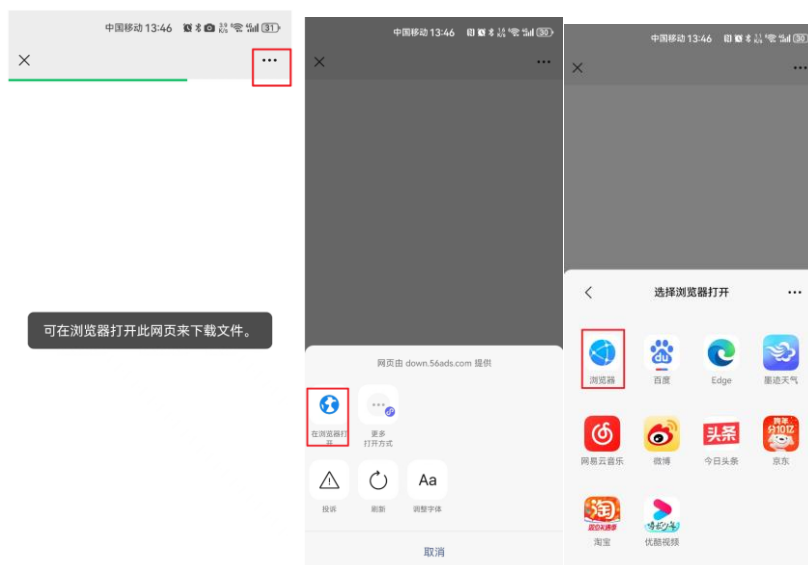 中国移动 13:46
31
可在浏览器打开此网页来下载文件。
中国移动 13:46
30
网页由 down.56ads.com 提供
在浏览器打开
更多打开方式
Aa
投诉
刷新
调整字体
取消
中国移动 13:46
30
选择浏览器打开
du
浏览器
百度
Edge
墨迹天气
头条
网易云音乐
微博
今日头条
京东
淘
淘宝
优酷视频